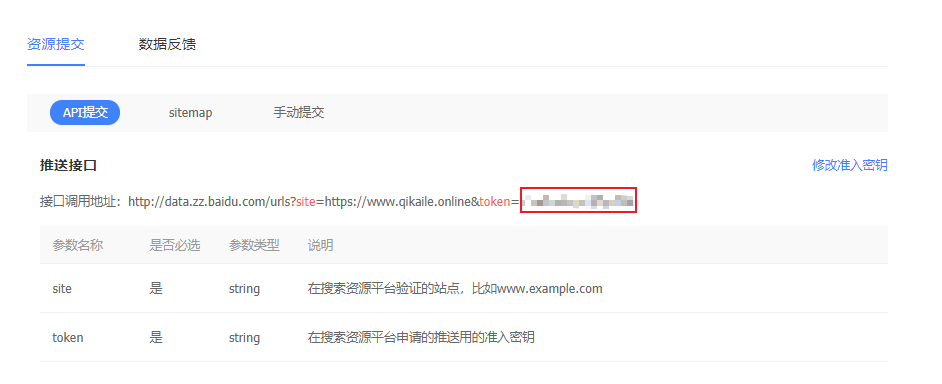 资源提交 数据反馈
API提交 sitemap 手动提交
推送接口 修改准入密钥
接口调用地址：http://data.zz.baidu.com/urls?site=https://www.qikaile.online&token=
参数名称 是否必选 参数类型 说明
site 是 string 在搜索资源平台验证的站点，比如www.example.com
token 是 string 在搜索资源平台申请的推送用的准入密钥